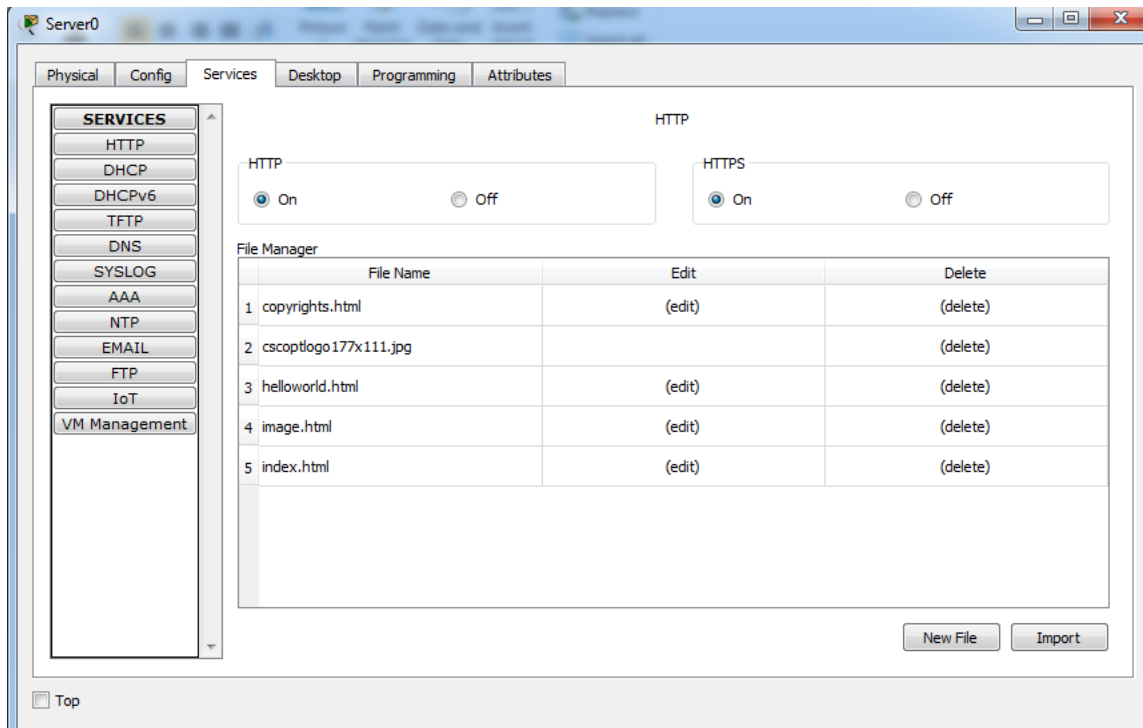 Server0
Physical Config Services Desktop Programming Attributes
SERVICES
HTTP
DHCP
DHCPv6
TFTP
DNS
SYSLOG
AAA
NTP
EMAIL
FTP
IoT
VM Management
HTTP
HTTP
On Off
HTTPS
On Off
File Manager
File Name Edit Delete
1 copyrights.html (edit) (delete)
2 cscoptlogo177x111.jpg (delete)
3 helloworld.html (edit) (delete)
4 image.html (edit) (delete)
5 index.html (edit) (delete)
New File Import
Top